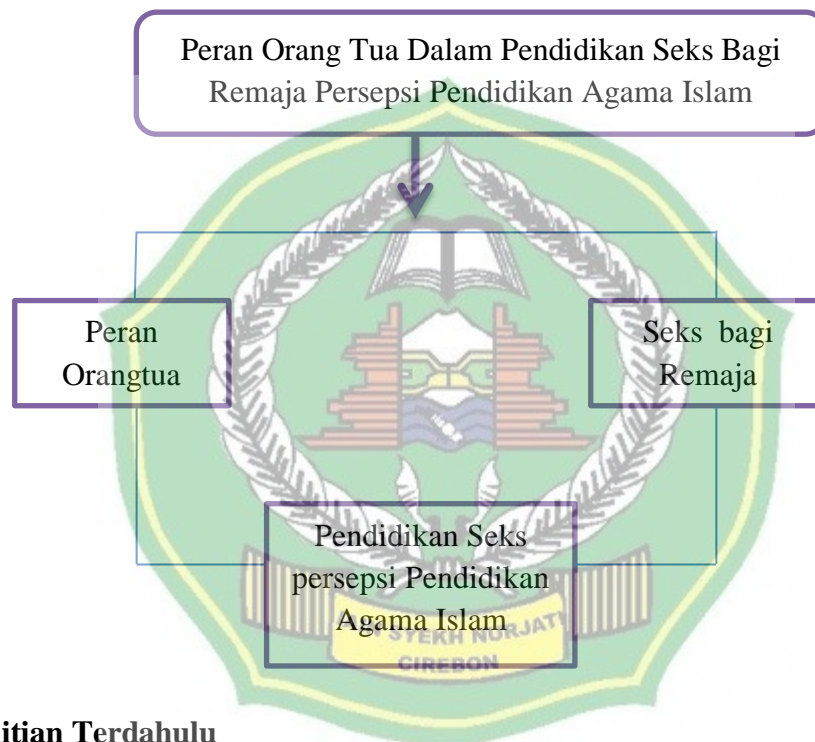 Peran Orang Tua Dalam Pendidikan Seks Bagi
Remaja Persepsi Pendidikan Agama Islam
Peran
Orangtua
Seks bagi
Remaja
Pendidikan Seks
persepsi Pendidikan
Agama Islam
SYEKH NURJATI
CIREBON
Terdahulu